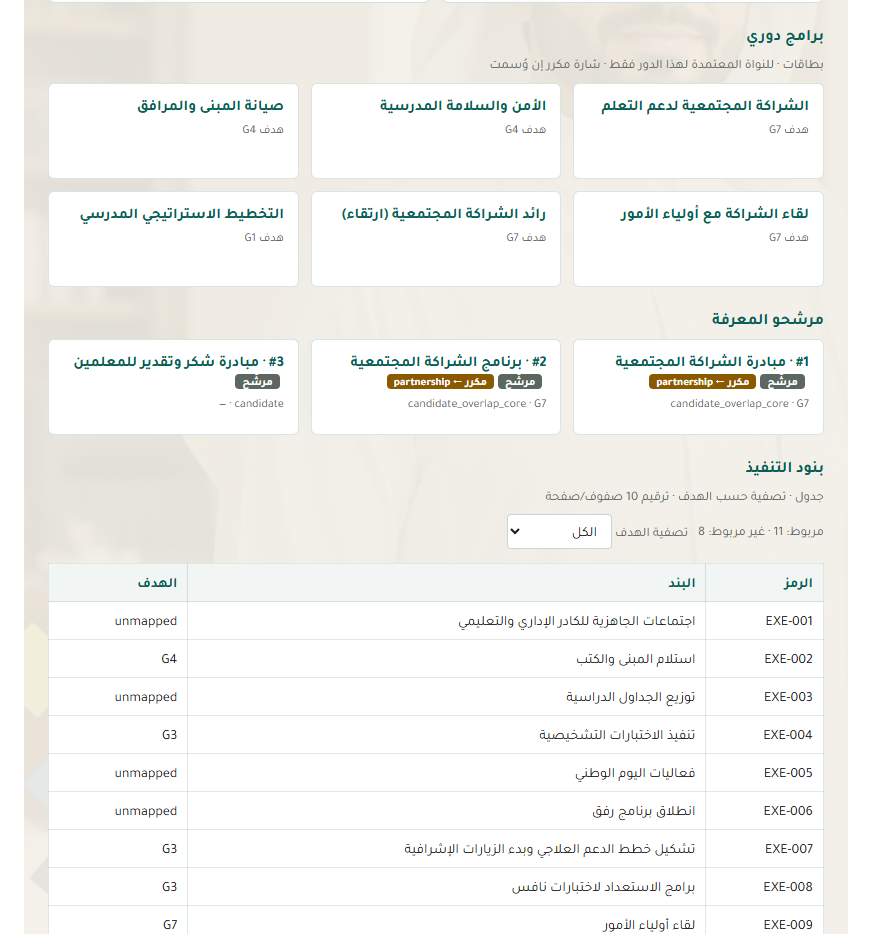 برامج دوري
بطاقات · للنواة المعتمدة لهذا الدور فقط · شارة مكرر إن وُسمت
الشراكة المجتمعية لدعم التعلم
هدف G7
الأمن والسلامة المدرسية
هدف G4
صيانة المبنى والمرافق
هدف G4
لقاء الشراكة مع أولياء الأمور
هدف G7
رائد الشراكة المجتمعية (ارتقاء)
هدف G7
التخطيط الاستراتيجي المدرسي
هدف G1
مرشحو المعرفة
#1 · مبادرة الشراكة المجتمعية
مرشح مكرر ← partnership
candidate_overlap_core · G7
#2 · برنامج الشراكة المجتمعية
مرشح مكرر ← partnership
candidate_overlap_core · G7
#3 · مبادرة شكر وتقدير للمعلمين
مرشح
candidate · —
بنود التنفيذ
جدول · تصفية حسب الهدف · ترقيم 10 صفوف/صفحة
مربوط: 11 · غير مربوط: 8 تصفية الهدف الكل
الرمز البند الهدف
EXE-001 اجتماعات الجاهزية للكادر الإداري والتعليمي unmapped
EXE-002 استلام المبنى والكتب G4
EXE-003 توزيع الجداول الدراسية unmapped
EXE-004 تنفيذ الاختبارات التشخيصية G3
EXE-005 فعاليات اليوم الوطني unmapped
EXE-006 انطلاق برنامج رفق unmapped
EXE-007 تشكيل خطط الدعم العلاجي وبدء الزيارات الإشرافية G3
EXE-008 برامج الاستعداد لاختبارات نافس G3
EXE-009 لقاء أولياء الأمور G7